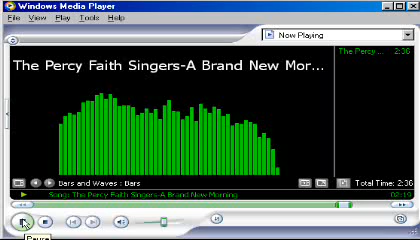 Windows Media Player
File View Play Tools Help
Now Playing
The Percy ... 2:36
The Percy Faith Singers-A Brand New Mor...
Bars and Waves : Bars
Total Time: 2:36
Song: The Percy Faith Singers-A Brand New Morning
02:19
Pause